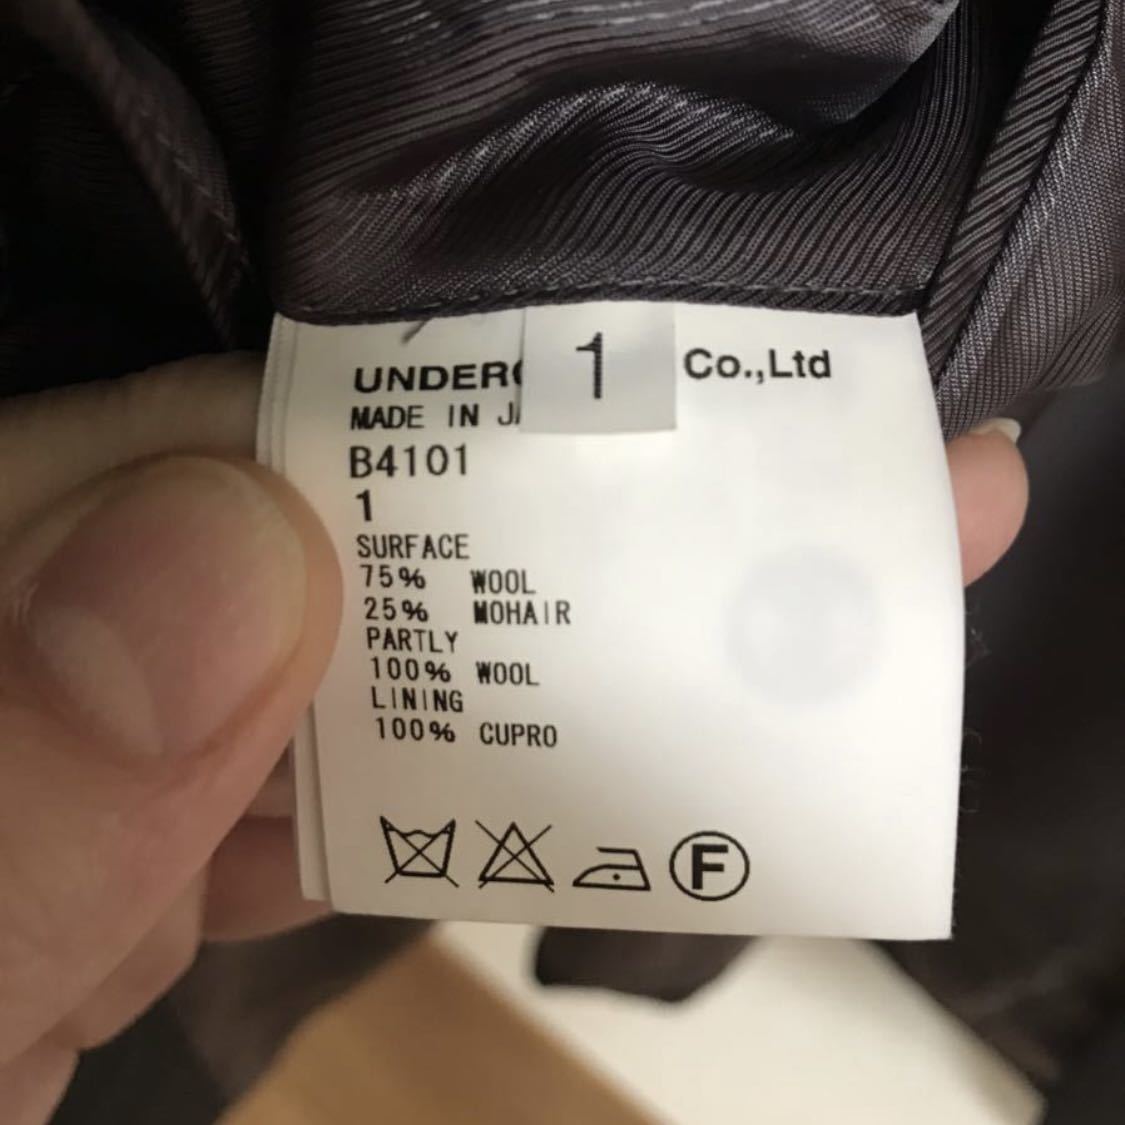 UNDERC 1 Co.,Ltd
MADE IN JA
B4101
1
SURFACE
75% WOOL
25% MOHAIR
PARTLY
100% WOOL
LINING
100% CUPRO
F